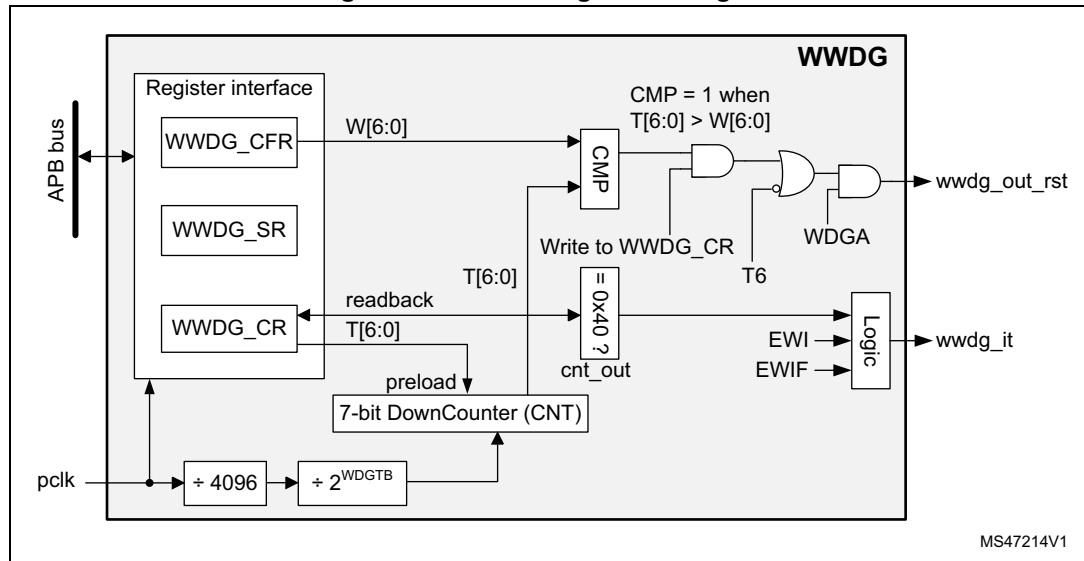 WWDG
Register interface
CMP = 1 when
T[6:0] > W[6:0]
APB bus
WWDG_CFR
W[6:0]
CMP
wwdg_out_rst
WWDG_SR
Write to WWDG_CR
WDGA
T6
T[6:0]
readback
WWDG_CR
T[6:0]
= 0x40 ?
cnt_out
EWI
EWIF
Logic
wwdg_it
preload
7-bit DownCounter (CNT)
pclk
÷ 4096
÷ 2^WDGTB
MS47214V1